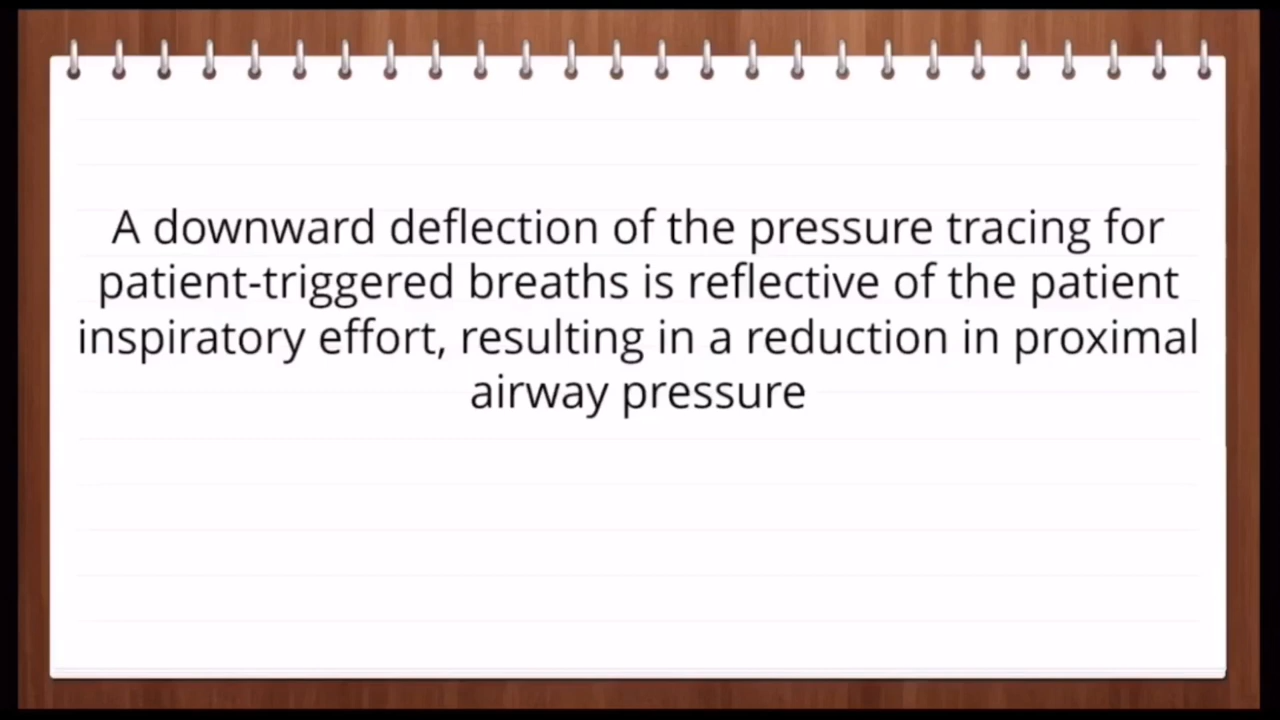 A downward deflection of the pressure tracing for
patient-triggered breaths is reflective of the patient
inspiratory effort, resulting in a reduction in proximal
airway pressure